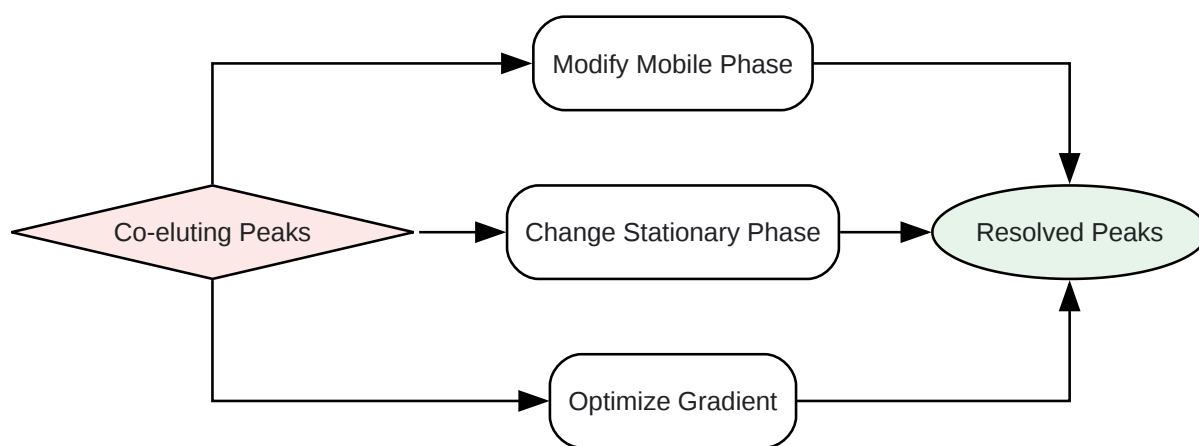 Modify Mobile Phase
Co-eluting Peaks
Change Stationary Phase
Resolved Peaks
Optimize Gradient